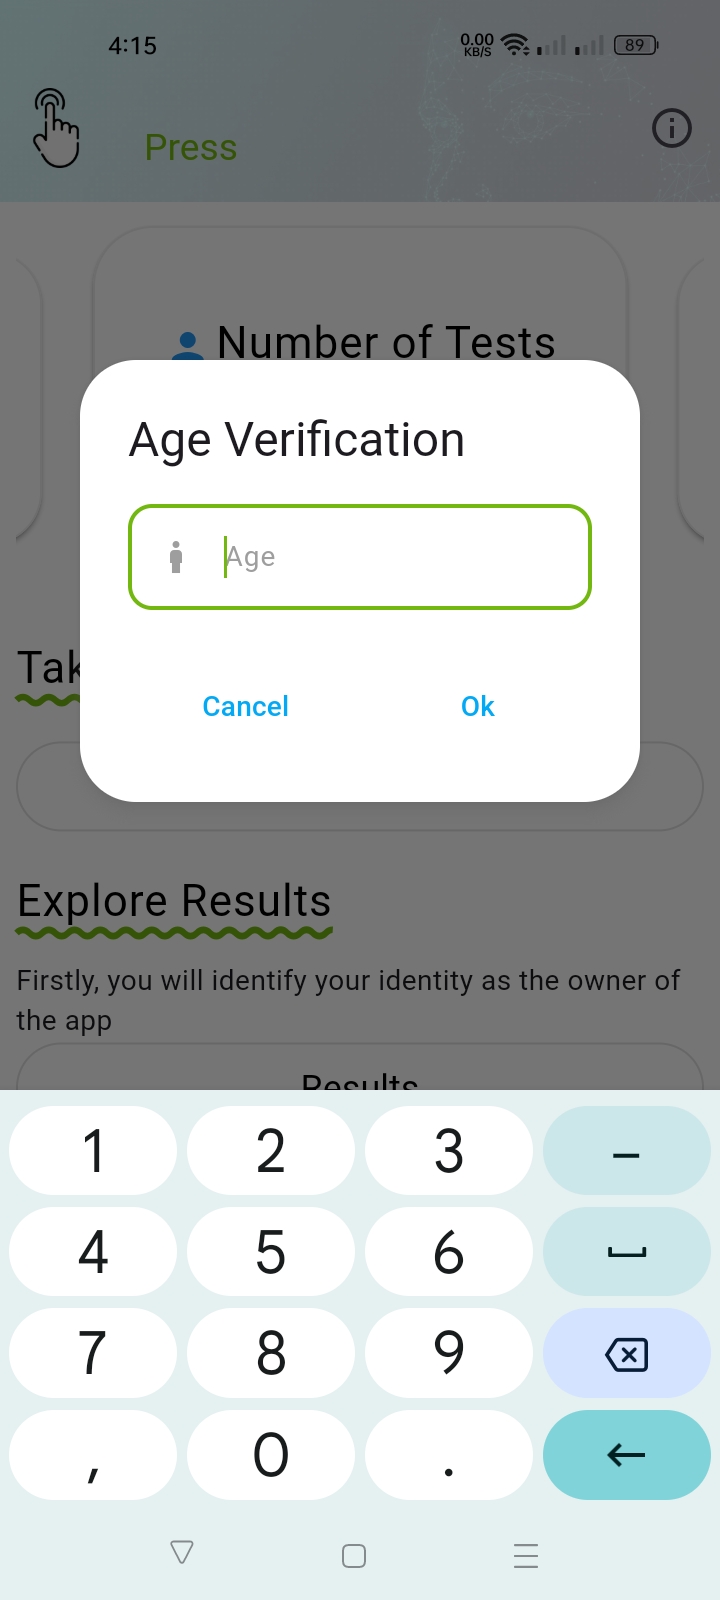 4:15
0.00
KB/S
89
Press
Number of Tests
Age Verification
Age
Cancel
Ok
Tak
Explore Results
Firstly, you will identify your identity as the owner of
the app
Results
1 2 3 –
4 5 6
7 8 9
, 0 .